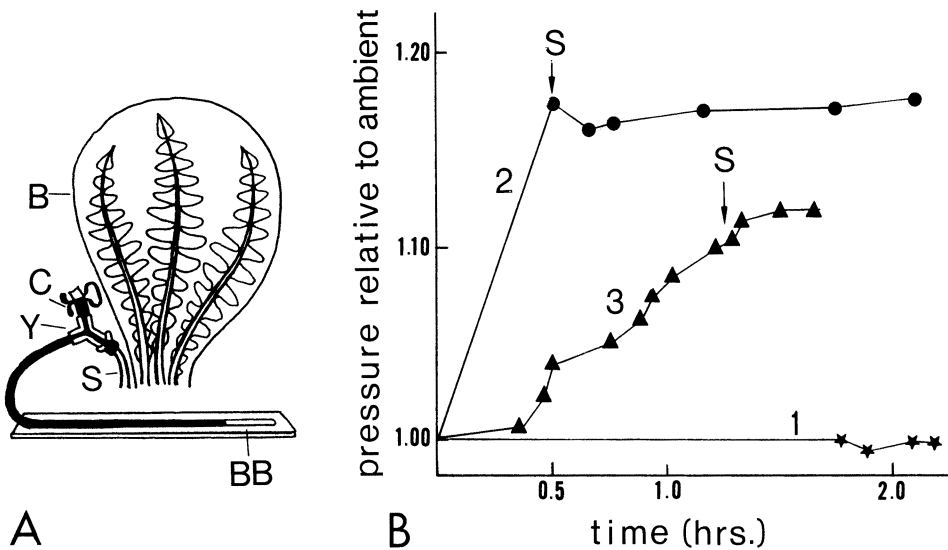 B
C
Y
S
BB
A
pressure relative to ambient
1.20
1.10
1.00
S
2
S
3
1
0.5
1.0
2.0
time (hrs.)
B